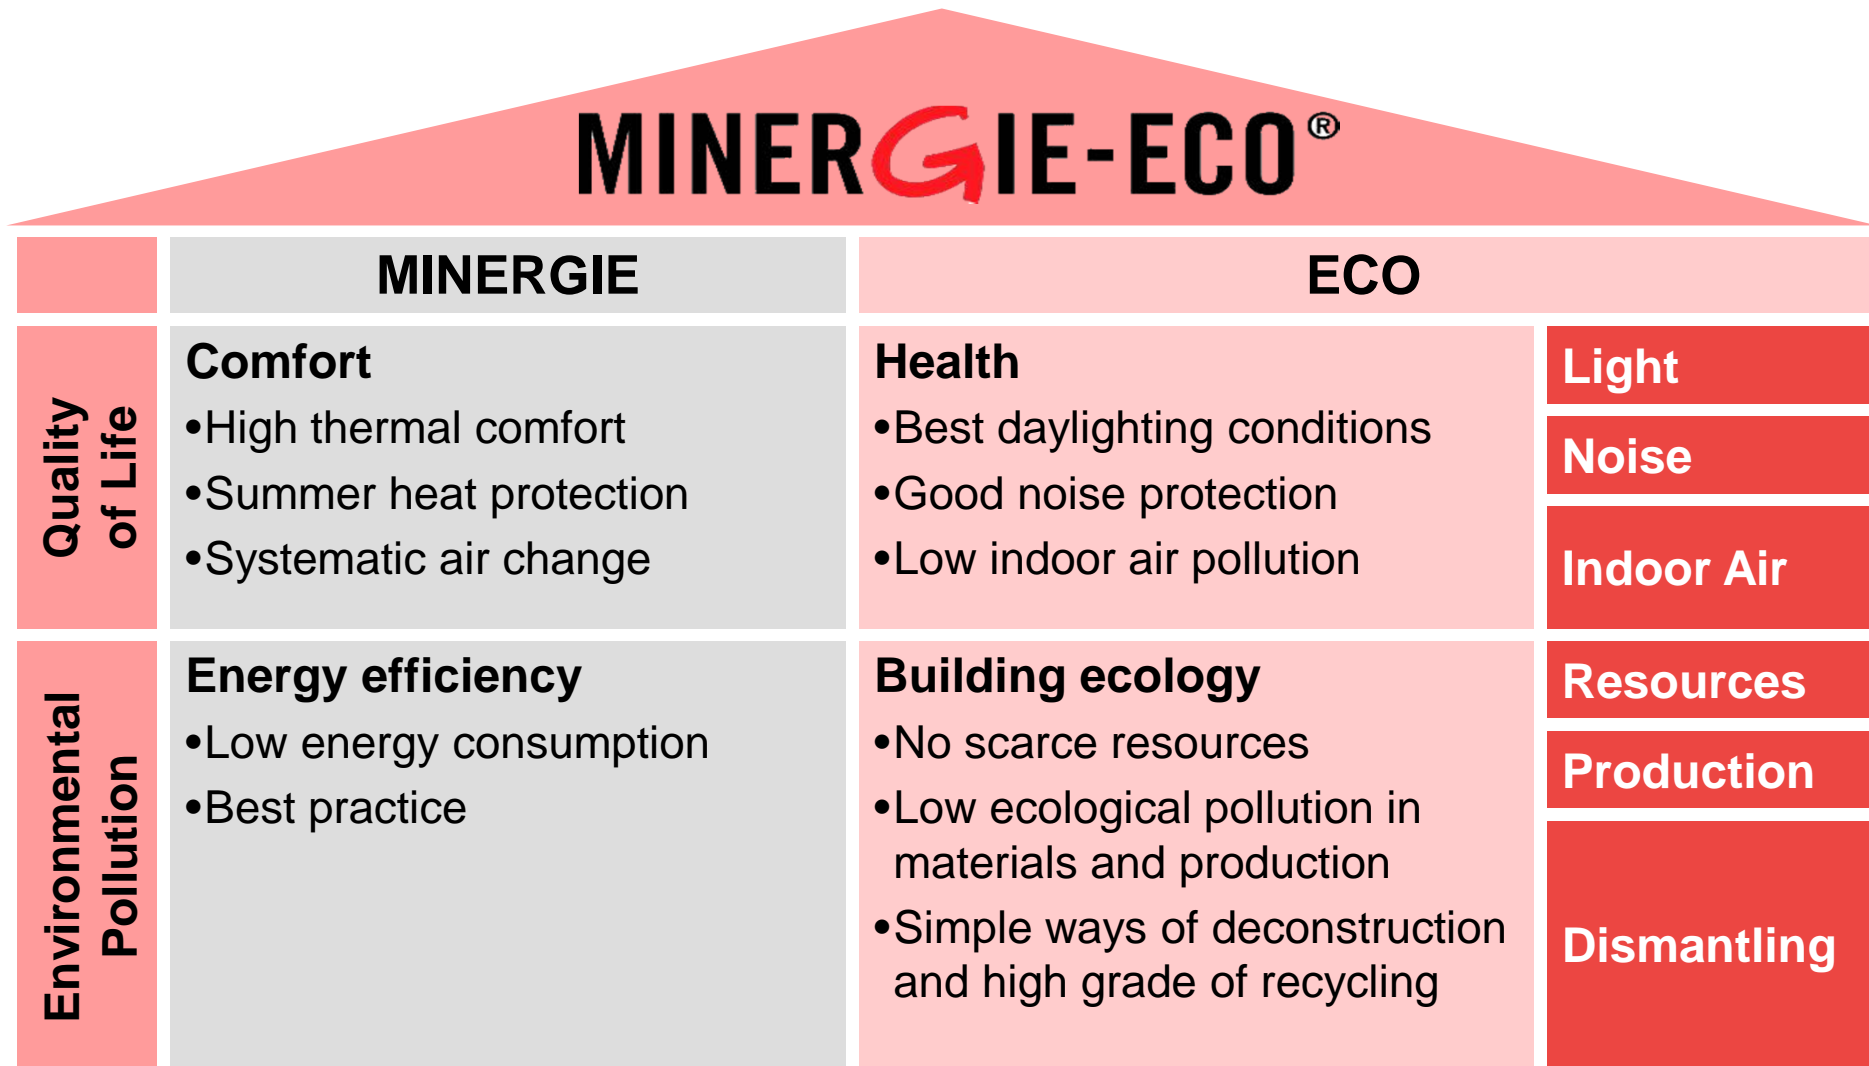 MINERGIE-ECO®
MINERGIE
ECO
Quality
of Life
Comfort
•High thermal comfort
•Summer heat protection
•Systematic air change
Health
•Best daylighting conditions
•Good noise protection
•Low indoor air pollution
Light
Noise
Indoor Air
Environmental
Pollution
Energy efficiency
•Low energy consumption
•Best practice
Building ecology
•No scarce resources
•Low ecological pollution in
materials and production
•Simple ways of deconstruction
and high grade of recycling
Resources
Production
Dismantling